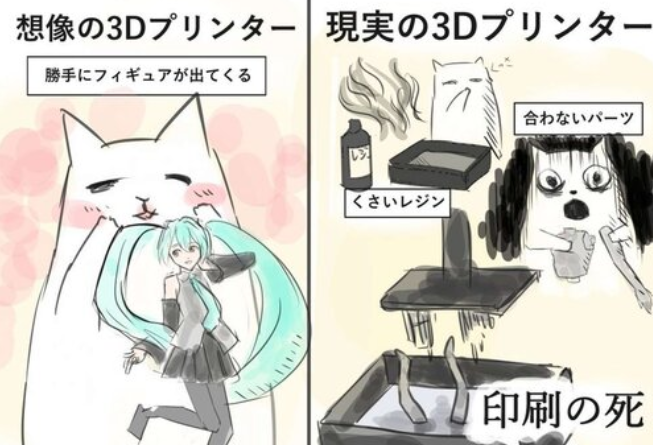 想像の3Dプリンター
勝手にフィギュアが出てくる
現実の3Dプリンター
レジ
くさいレジン
合わないパーツ
印刷の死